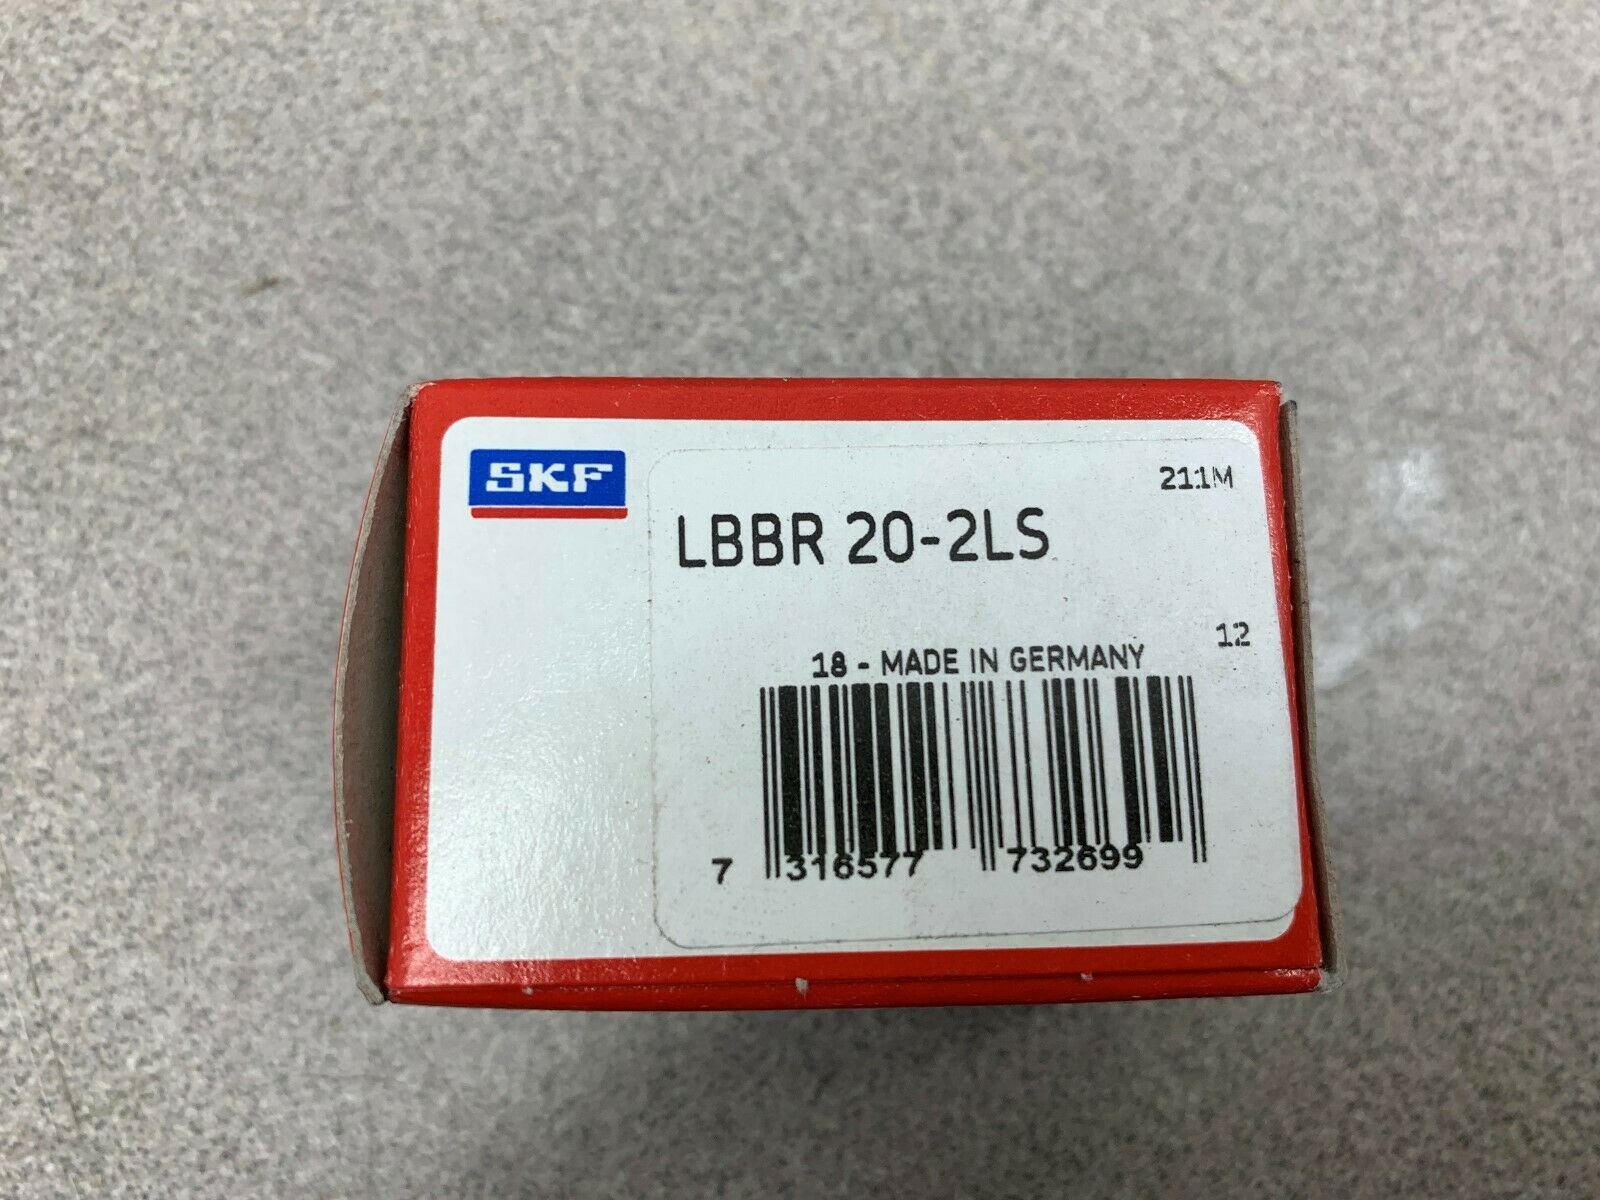 SKF
211M
LBBR 20-2LS
12
18 - MADE IN GERMANY
7 316577 732699